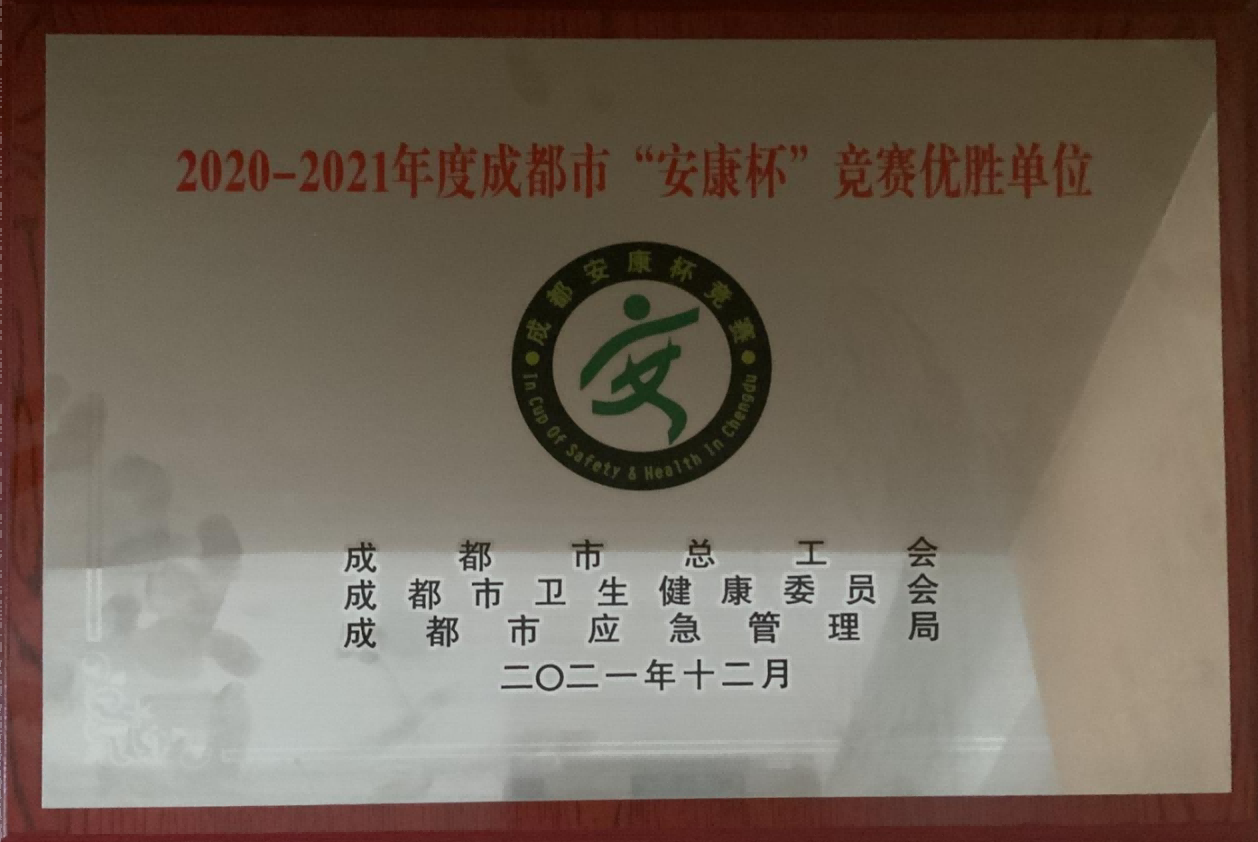 2020-2021年度成都市“安康杯”竞赛优胜单位
成都安康杯竞赛
In Cup Of Safety & Health In Chengdu
成都市总工会
成都市卫生健康委员会
成都市应急管理局
二〇二一年十二月